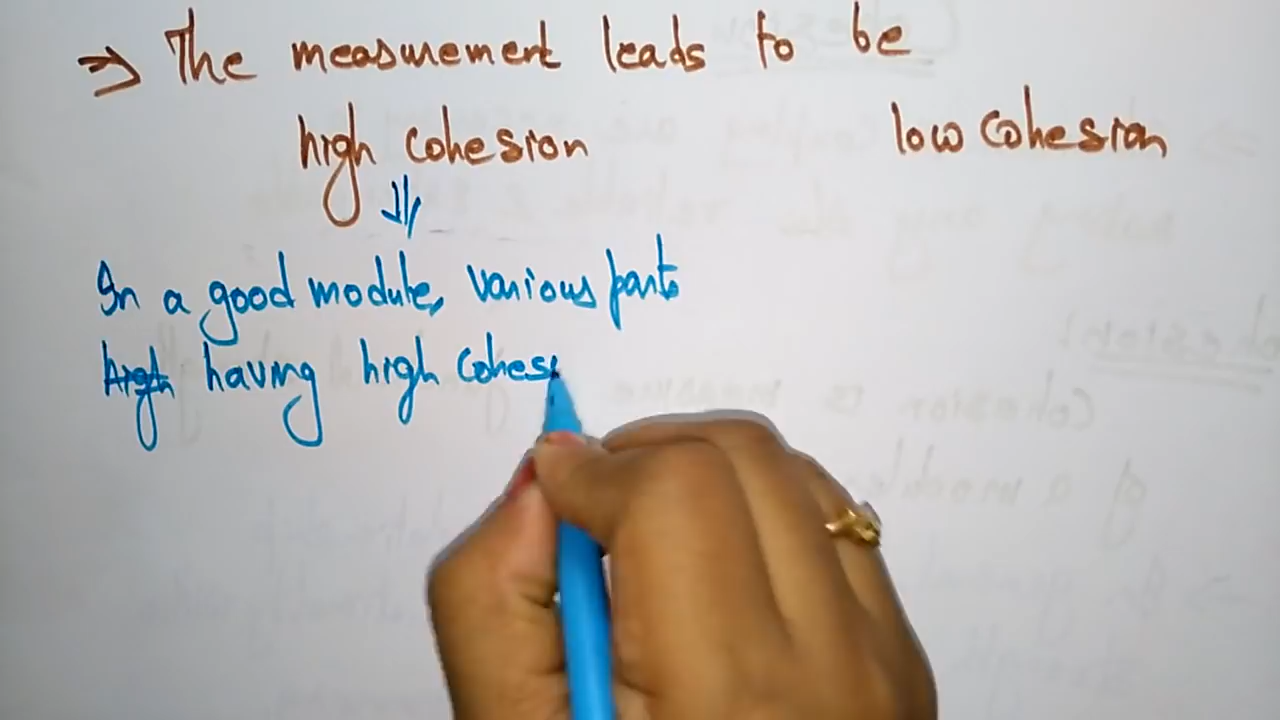 ⇒ The measurement leads to be
high cohesion low cohesion
⇓
In a good module, various parts
high having high cohes